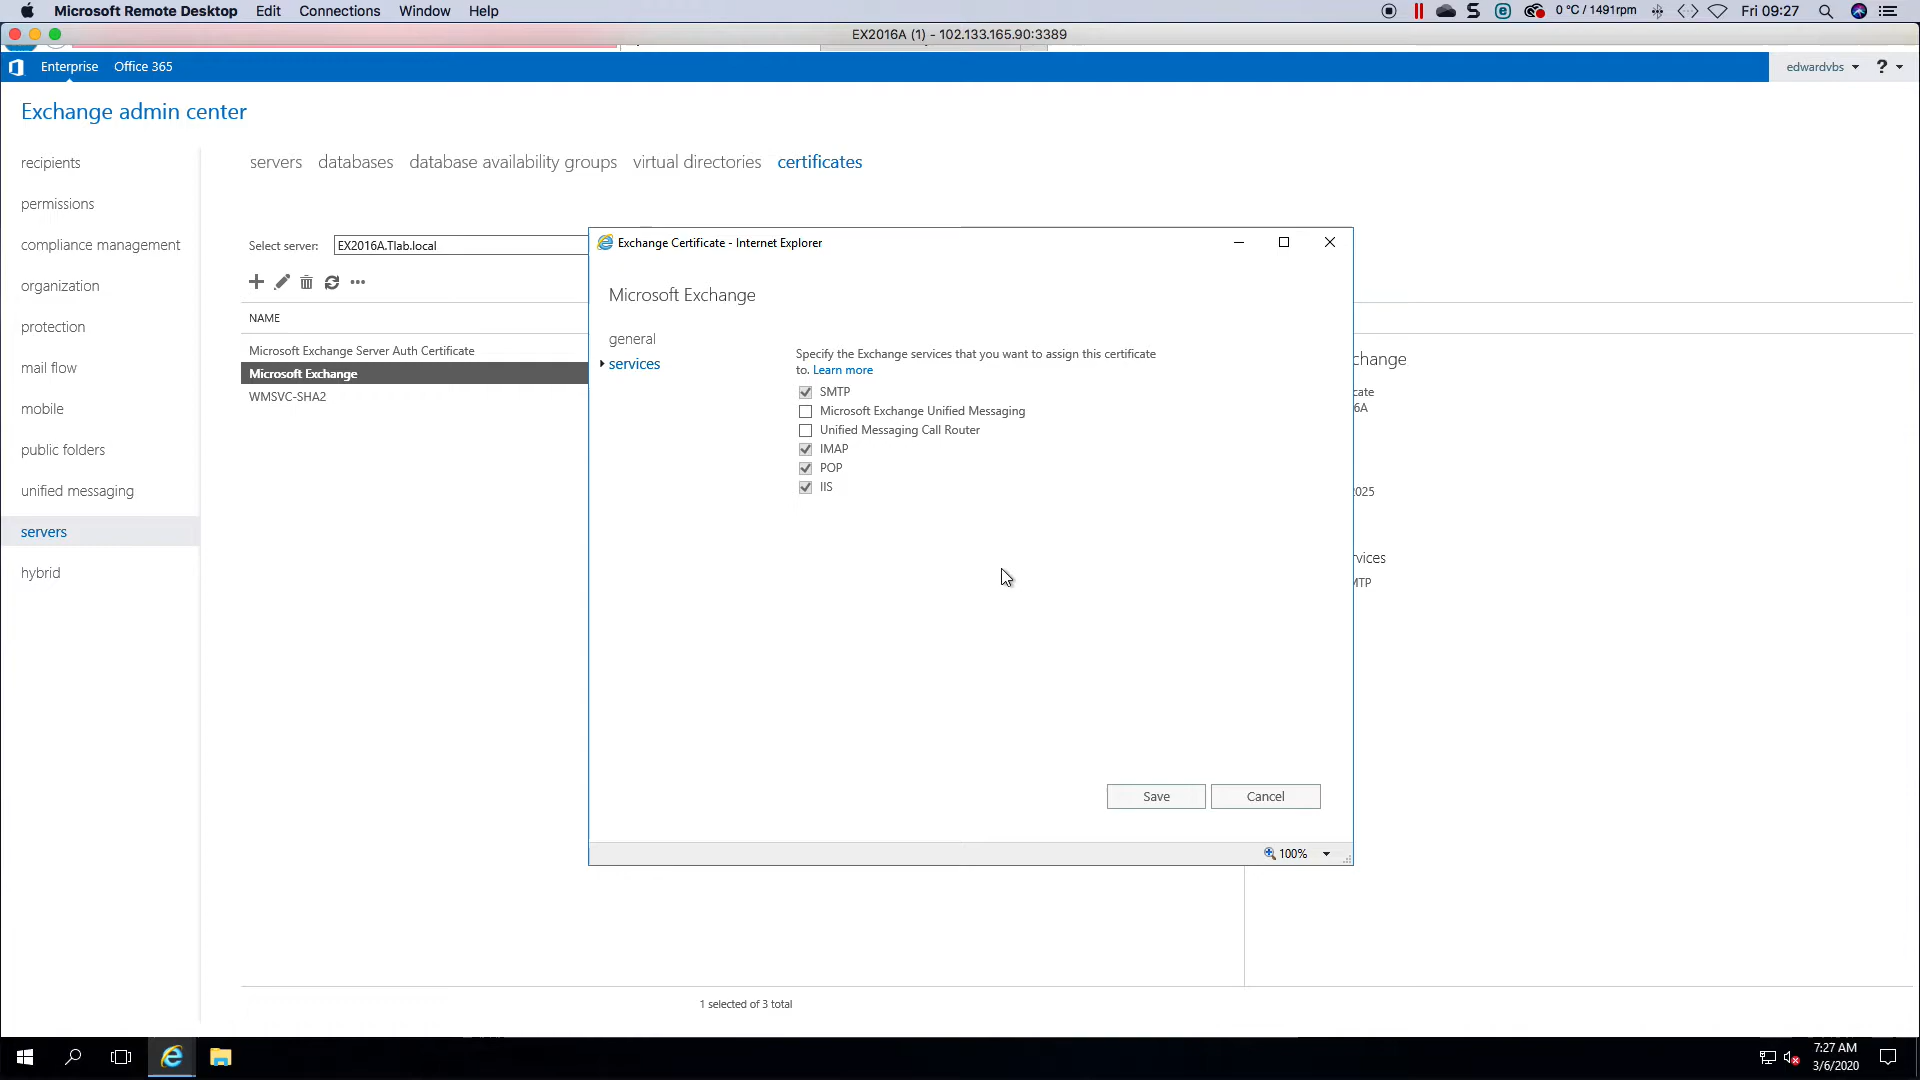 Microsoft Remote Desktop Edit Connections Window Help 0 °C / 1491rpm Fri 09:27
EX2016A (1) - 102.133.165.90:3389
Enterprise Office 365 edwardvbs ?
Exchange admin center
recipients
permissions
compliance management
organization
protection
mail flow
mobile
public folders
unified messaging
servers
hybrid
servers databases database availability groups virtual directories certificates
Select server: EX2016A.Tlab.local
NAME
Microsoft Exchange Server Auth Certificate
Microsoft Exchange
WMSVC-SHA2
Exchange Certificate - Internet Explorer
Microsoft Exchange
general
services
Specify the Exchange services that you want to assign this certificate
to. Learn more
SMTP
Microsoft Exchange Unified Messaging
Unified Messaging Call Router
IMAP
POP
IIS
Save Cancel
100%
change
cate
6A
2025
rvices
MTP
1 selected of 3 total
7:27 AM
3/6/2020